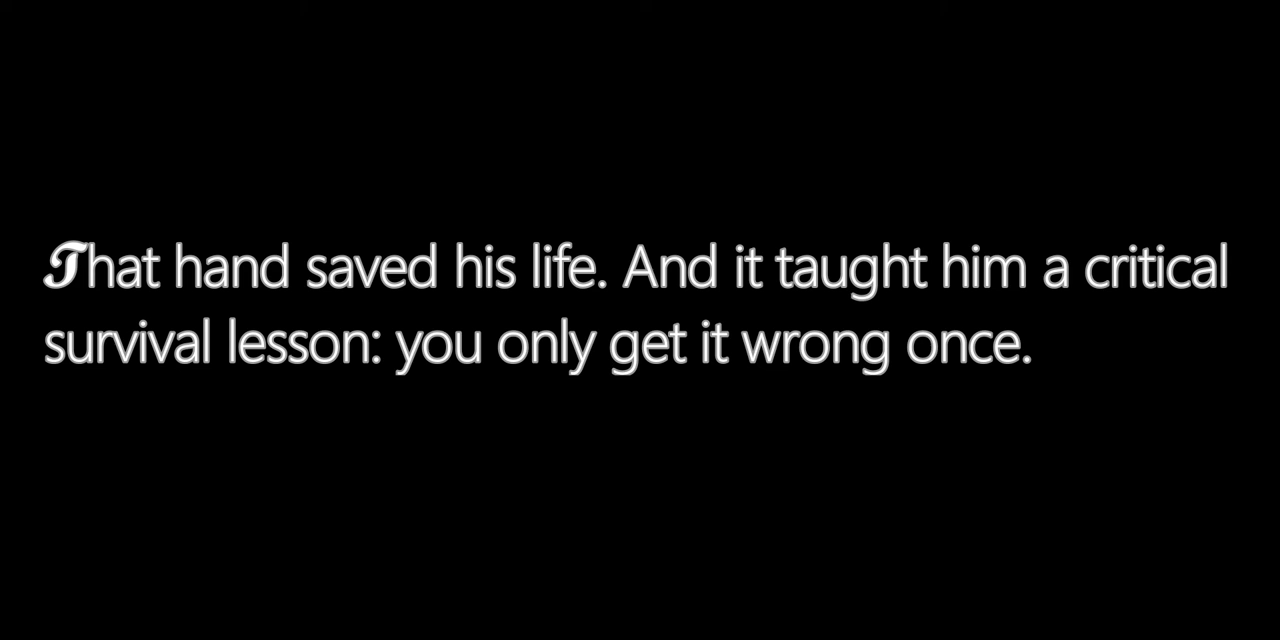 That hand saved his life. And it taught him a critical
survival lesson: you only get it wrong once.